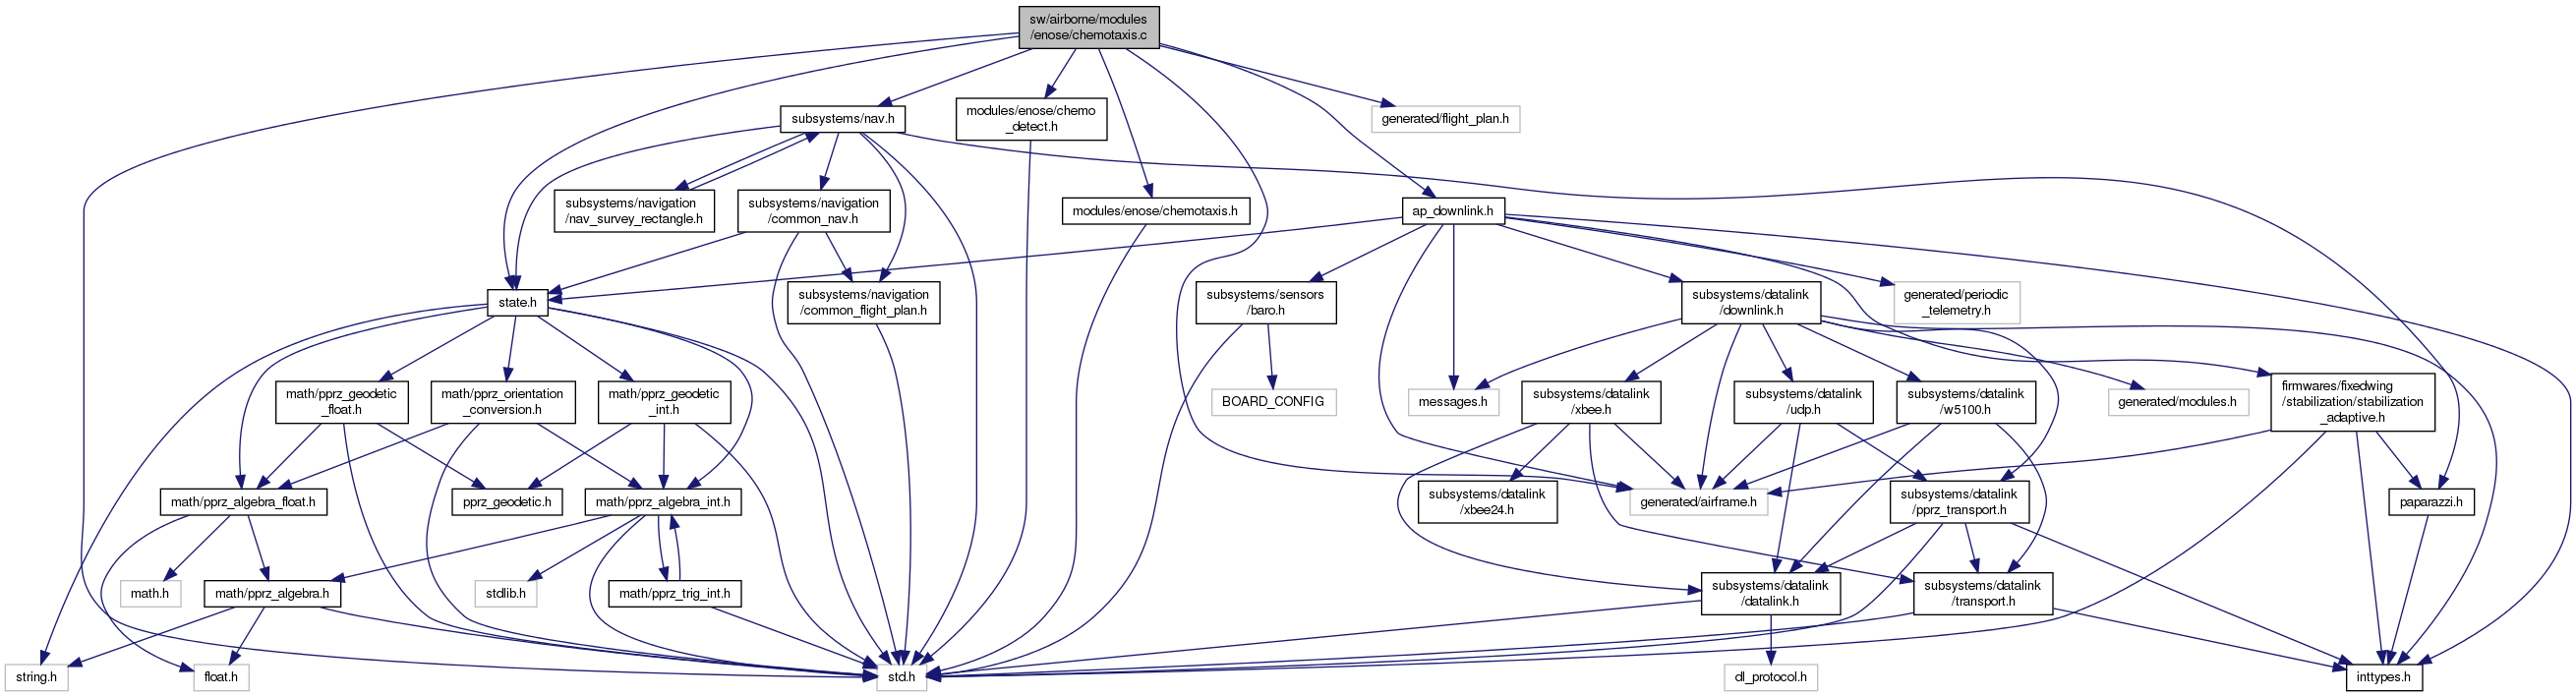 sw/airborne/modules
/enose/chemotaxis.c
subsystems/nav.h
modules/enose/chemo
_detect.h
generated/flight_plan.h
subsystems/navigation
/nav_survey_rectangle.h
subsystems/navigation
/common_nav.h
modules/enose/chemotaxis.h
ap_downlink.h
state.h
subsystems/navigation
/common_flight_plan.h
subsystems/sensors
/baro.h
subsystems/datalink
/downlink.h
generated/periodic
_telemetry.h
math/pprz_geodetic
_float.h
math/pprz_orientation
_conversion.h
math/pprz_geodetic
_int.h
BOARD_CONFIG
messages.h
subsystems/datalink
/xbee.h
subsystems/datalink
/udp.h
subsystems/datalink
/w5100.h
generated/modules.h
firmwares/fixedwing
/stabilization/stabilization
_adaptive.h
math/pprz_algebra_float.h
pprz_geodetic.h
math/pprz_algebra_int.h
subsystems/datalink
/xbee24.h
generated/airframe.h
subsystems/datalink
/pprz_transport.h
paparazzi.h
math.h
math/pprz_algebra.h
stdlib.h
math/pprz_trig_int.h
subsystems/datalink
/datalink.h
subsystems/datalink
/transport.h
string.h
float.h
std.h
dl_protocol.h
inttypes.h